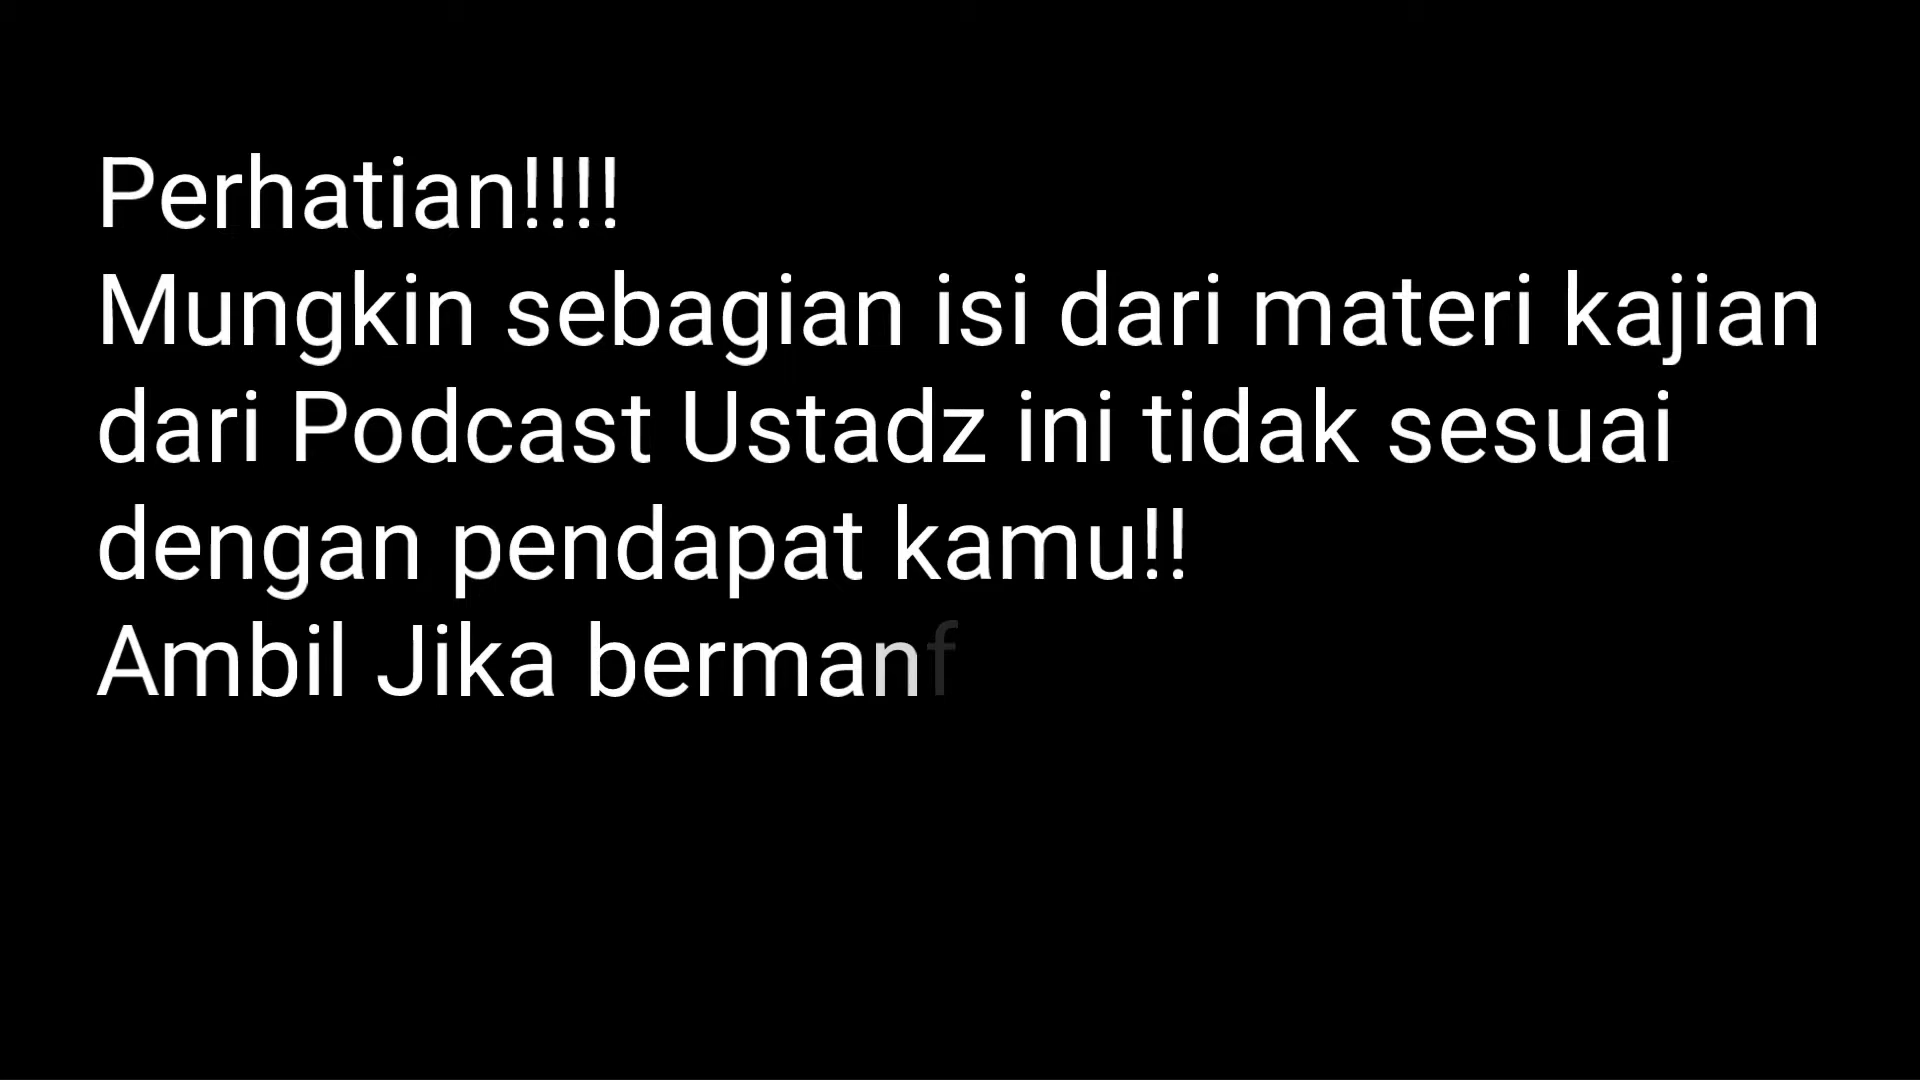 Perhatian!!!!
Mungkin sebagian isi dari materi kajian
dari Podcast Ustadz ini tidak sesuai
dengan pendapat kamu!!
Ambil Jika bermanf